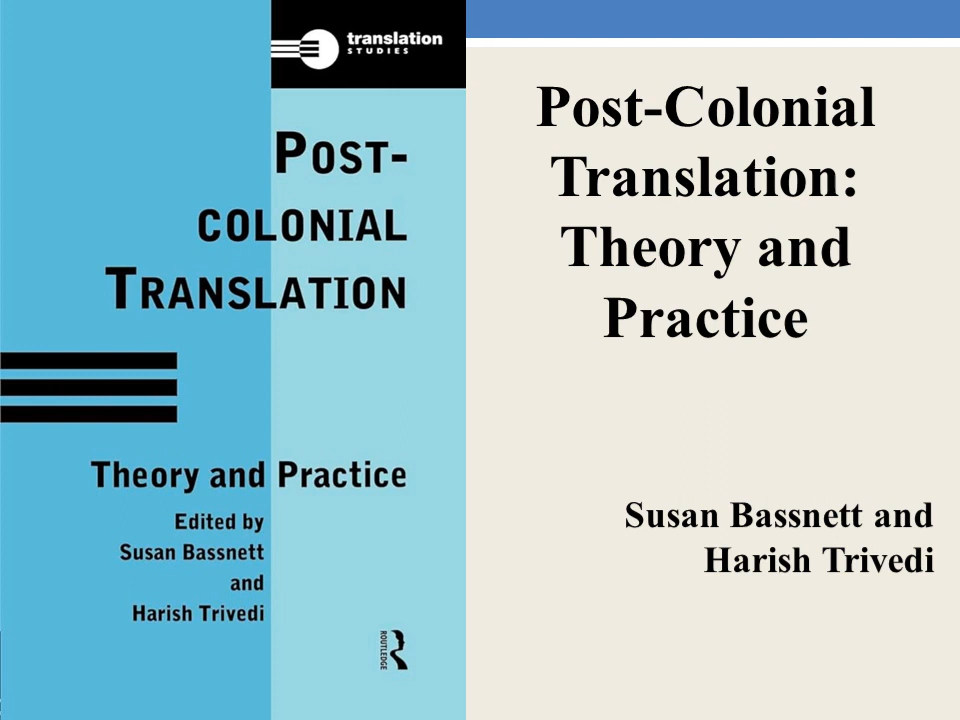 translation
STUDIES
POST-
COLONIAL
TRANSLATION
Theory and Practice
Edited by
Susan Bassnett
and
Harish Trivedi
ROUTLEDGE
Post-Colonial
Translation:
Theory and
Practice
Susan Bassnett and
Harish Trivedi